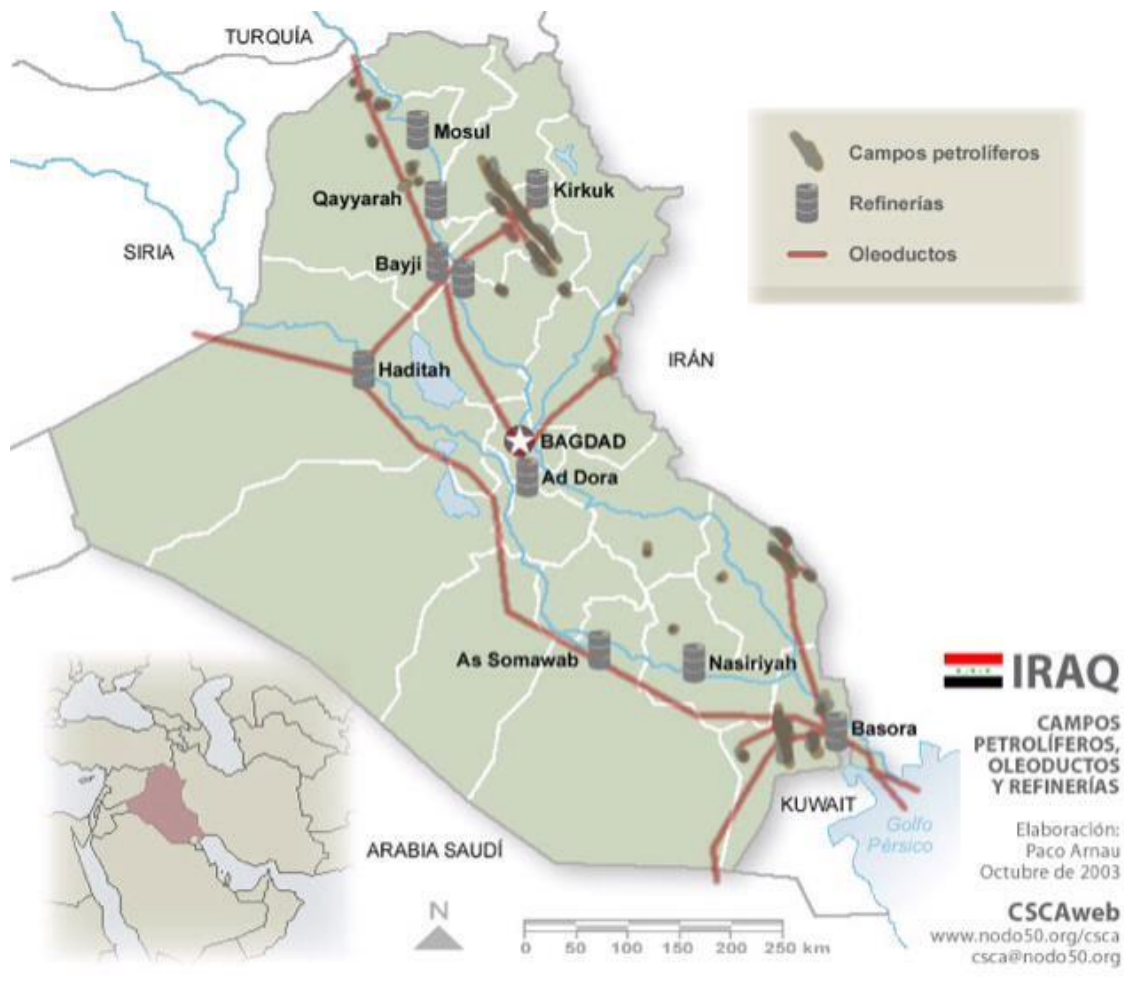 TURQUÍA
Mosul
Kirkuk
Qayyarah
SIRIA
Bayji
Haditah
IRÁN
BAGDAD
Ad Dora
As Somawab
Nasiriyah
Basora
KUWAIT
Golfo
Pérsico
ARABIA SAUDÍ
Campos petrolíferos
Refinerías
Oleoductos
N
0 50 100 150 200 250 km
IRAQ
CAMPOS
PETROLÍFEROS,
OLEODUCTOS
Y REFINERÍAS
Elaboración:
Paco Arnau
Octubre de 2003
CSCAweb
www.nodo50.org/csca
csca@nodo50.org